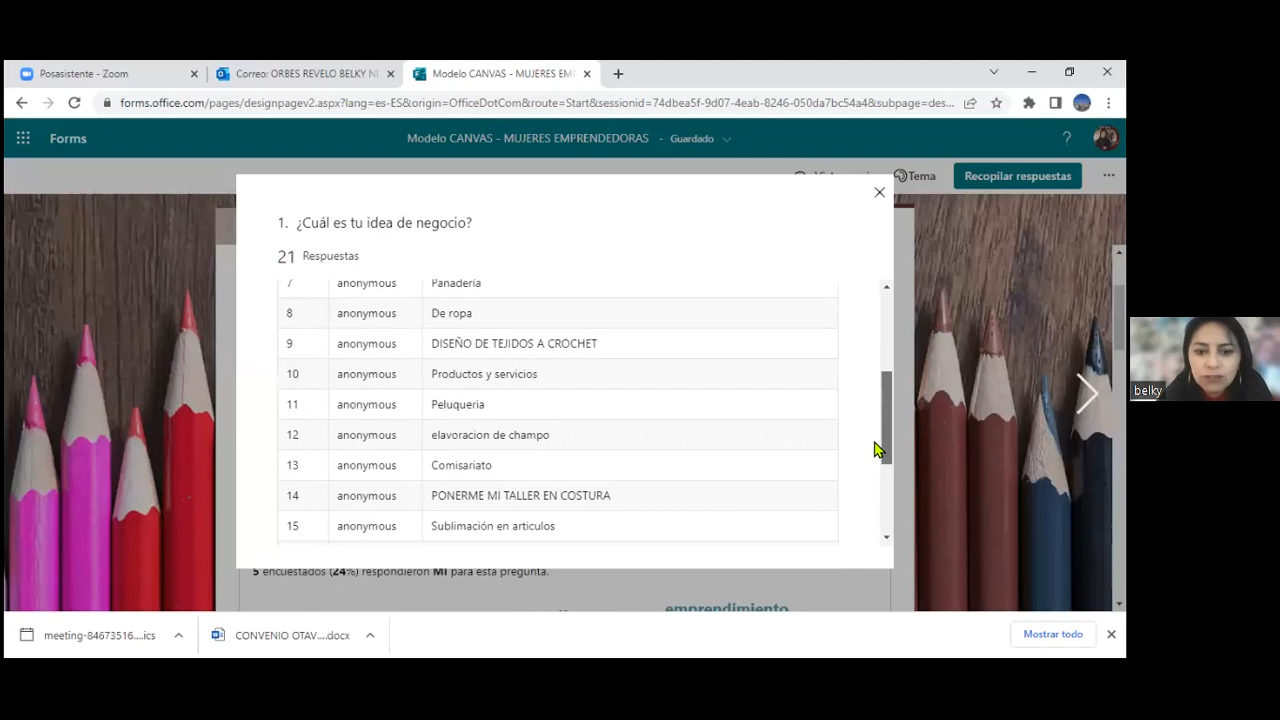 Posasistente - Zoom
Correo: ORBES REVELO BELKY NI
Modelo CANVAS - MUJERES EMI
forms.office.com/pages/designpagev2.aspx?lang=es-ES&origin=OfficeDotCom&route=Start&sessionid=74dbea5f-9d07-4eab-8246-050da7bc54a4&subpage=des...
Forms
Modelo CANVAS - MUJERES EMPRENDEDORAS - Guardado
?
Tema
Recopilar respuestas
1. ¿Cuál es tu idea de negocio?
21 Respuestas
7 anonymous Panadería
8 anonymous De ropa
9 anonymous DISEÑO DE TEJIDOS A CROCHET
10 anonymous Productos y servicios
11 anonymous Peluqueria
12 anonymous elavoracion de champo
13 anonymous Comisariato
14 anonymous PONERME MI TALLER EN COSTURA
15 anonymous Sublimación en articulos
belky
5 encuestados (24%) respondieron Mi para esta pregunta.
emprendimiento
meeting-84673516....ics
CONVENIO OTAV....docx
Mostrar todo